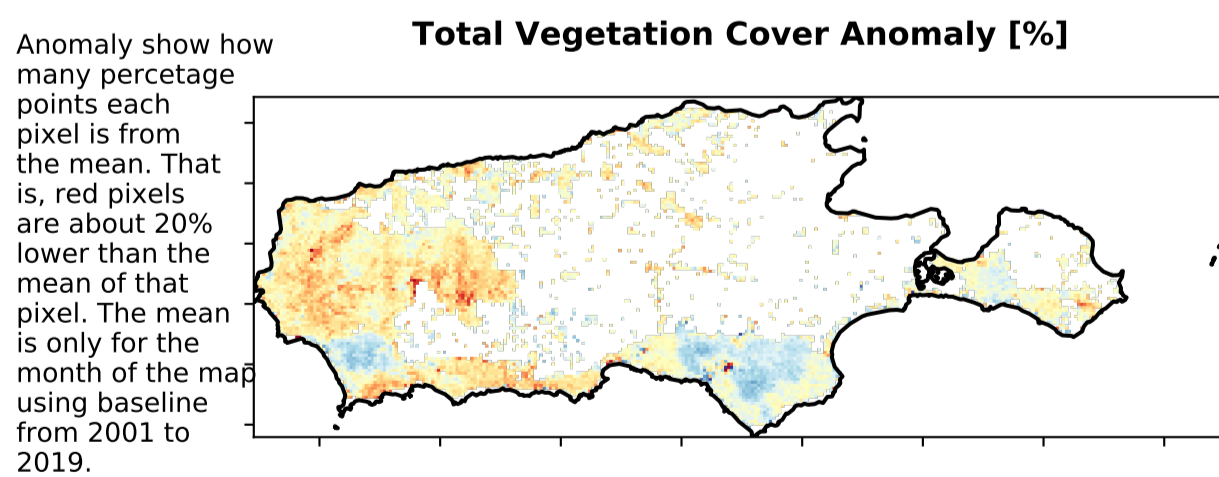 Total Vegetation Cover Anomaly [%]
Anomaly show how
many percetage
points each
pixel is from
the mean. That
is, red pixels
are about 20%
lower than the
mean of that
pixel. The mean
is only for the
month of the map
using baseline
from 2001 to
2019.